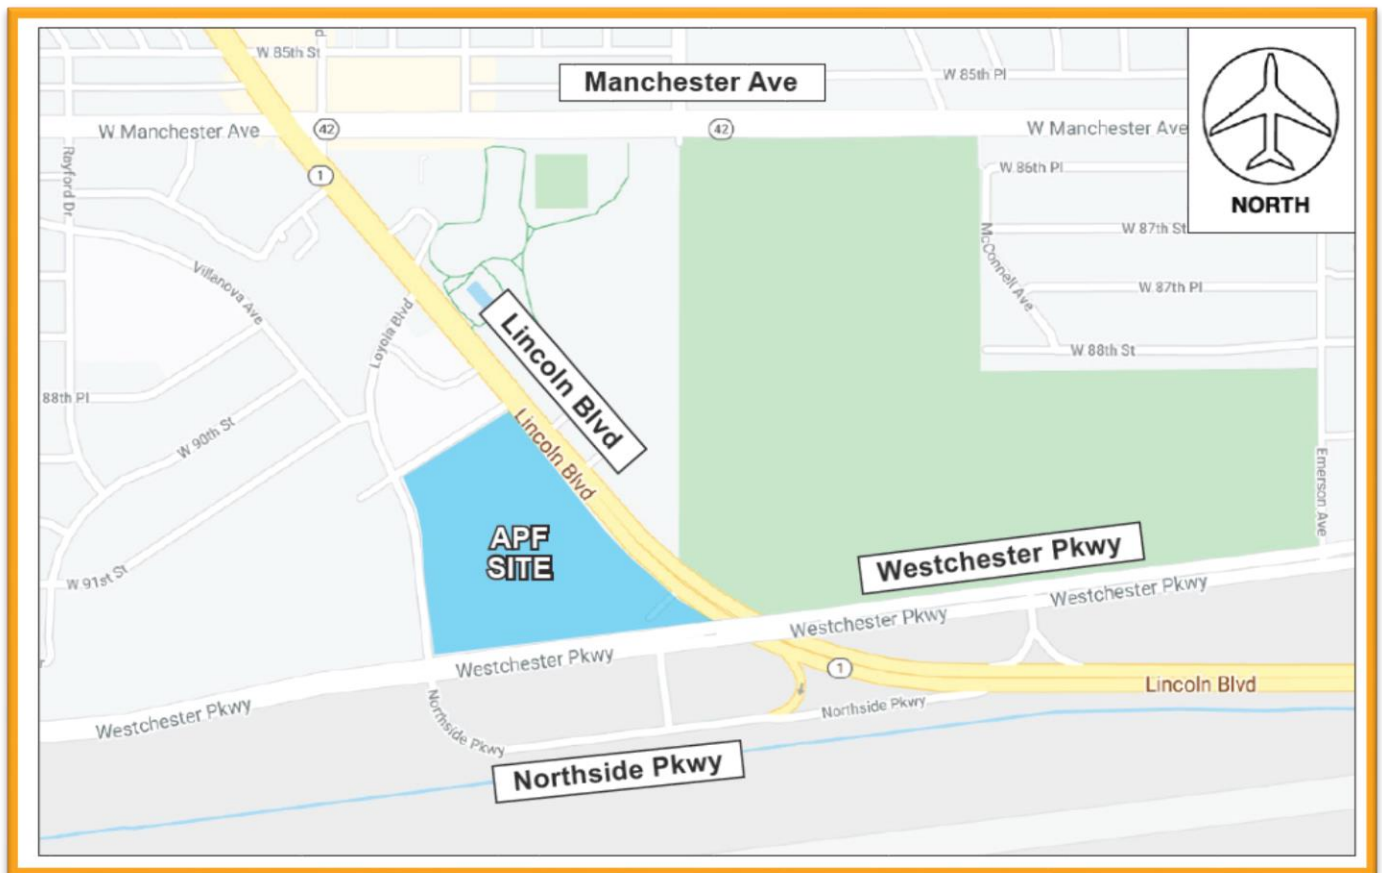 W 85th St
Manchester Ave
W 85th Pl
W Manchester Ave
42
42
W Manchester Ave
1
W 86th Pl
NORTH
Rayford Dr
McConnell Ave
W 87th St
Villanova Ave
W 87th Pl
Loyola Blvd
Lincoln Blvd
W 88th St
88th Pl
W 90th St
Lincoln Blvd
Emerson Ave
APF
SITE
Westchester Pkwy
W 91st St
Westchester Pkwy
Westchester Pkwy
Westchester Pkwy
1
Lincoln Blvd
Westchester Pkwy
Northside Pkwy
Northside Pkwy
Northside Pkwy